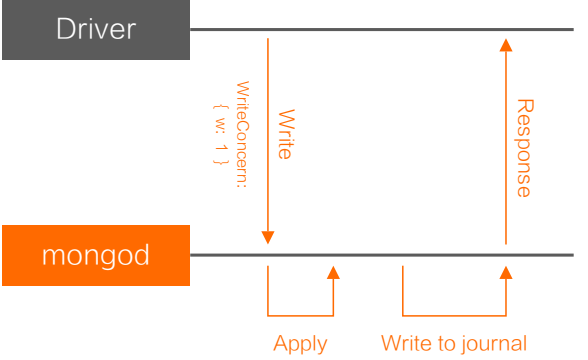 Driver
Write
WriteConcern:
{ w: 1 }
Response
mongod
Apply
Write to journal